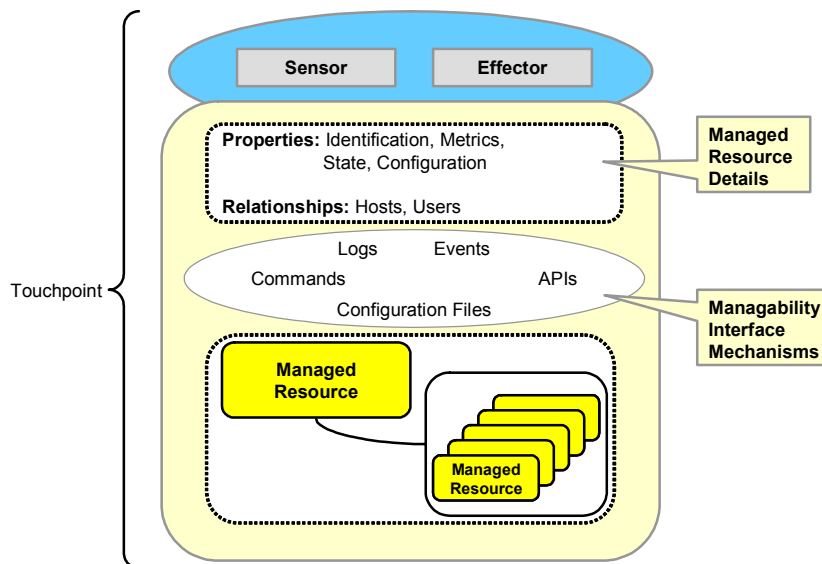 Sensor
Effector
Properties: Identification, Metrics,
State, Configuration
Relationships: Hosts, Users
Managed
Resource
Details
Logs
Events
Commands
APIs
Configuration Files
Touchpoint
Managability
Interface
Mechanisms
Managed
Resource
Managed
Resource